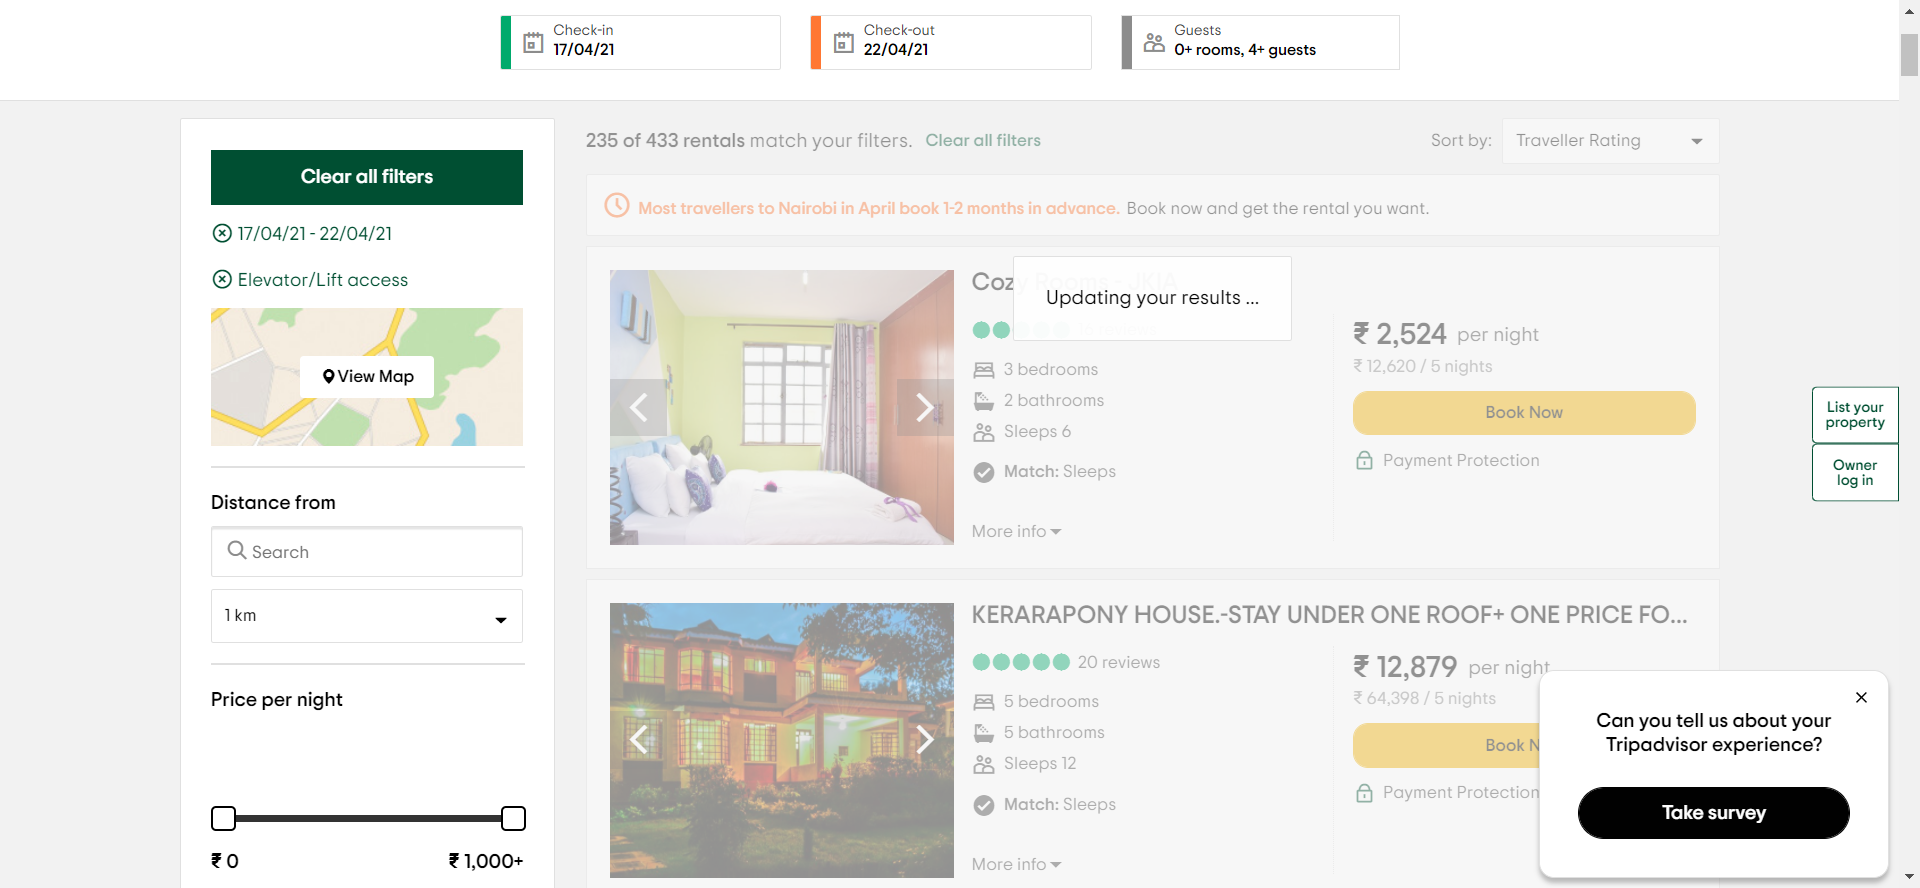 Check-in
17/04/21
Check-out
22/04/21
Guests
0+ rooms, 4+ guests
Clear all filters
17/04/21 - 22/04/21
Elevator/Lift access
View Map
Distance from
Search
1 km
Price per night
₹ 0
₹ 1,000+
235 of 433 rentals match your filters. Clear all filters
Sort by: Traveller Rating
Most travellers to Nairobi in April book 1-2 months in advance. Book now and get the rental you want.
Updating your results ...
Cozy Rooms - JKIA
3 bedrooms
2 bathrooms
Sleeps 6
Match: Sleeps
More info
₹ 2,524 per night
₹ 12,620 / 5 nights
Book Now
Payment Protection
KERARAPONY HOUSE.-STAY UNDER ONE ROOF+ ONE PRICE FO...
20 reviews
5 bedrooms
5 bathrooms
Sleeps 12
Match: Sleeps
More info
₹ 12,879 per night
₹ 64,398 / 5 nights
Book N
Payment Protection
List your
property
Owner
log in
Can you tell us about your
Tripadvisor experience?
Take survey